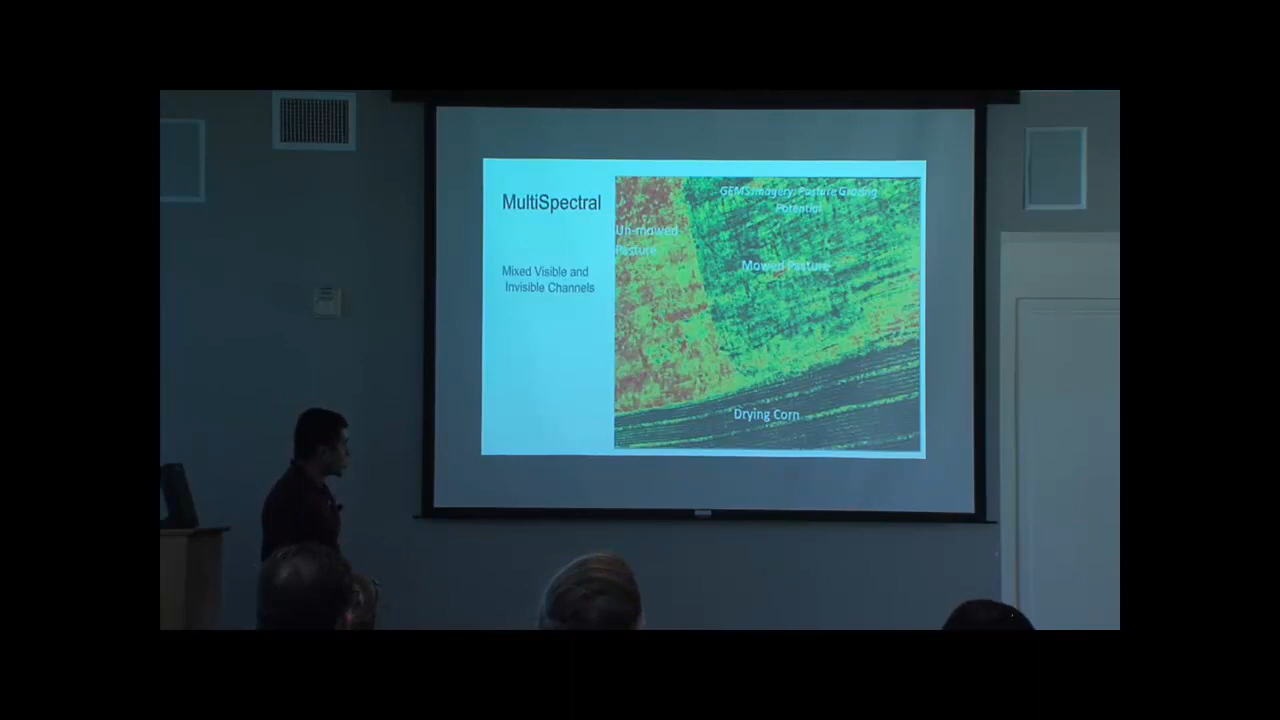 MultiSpectral
Mixed Visible and
Invisible Channels
GEMS Imagery: Pasture Grazing
Potential
Un-mowed
Pasture
Mowed Pasture
Drying Corn